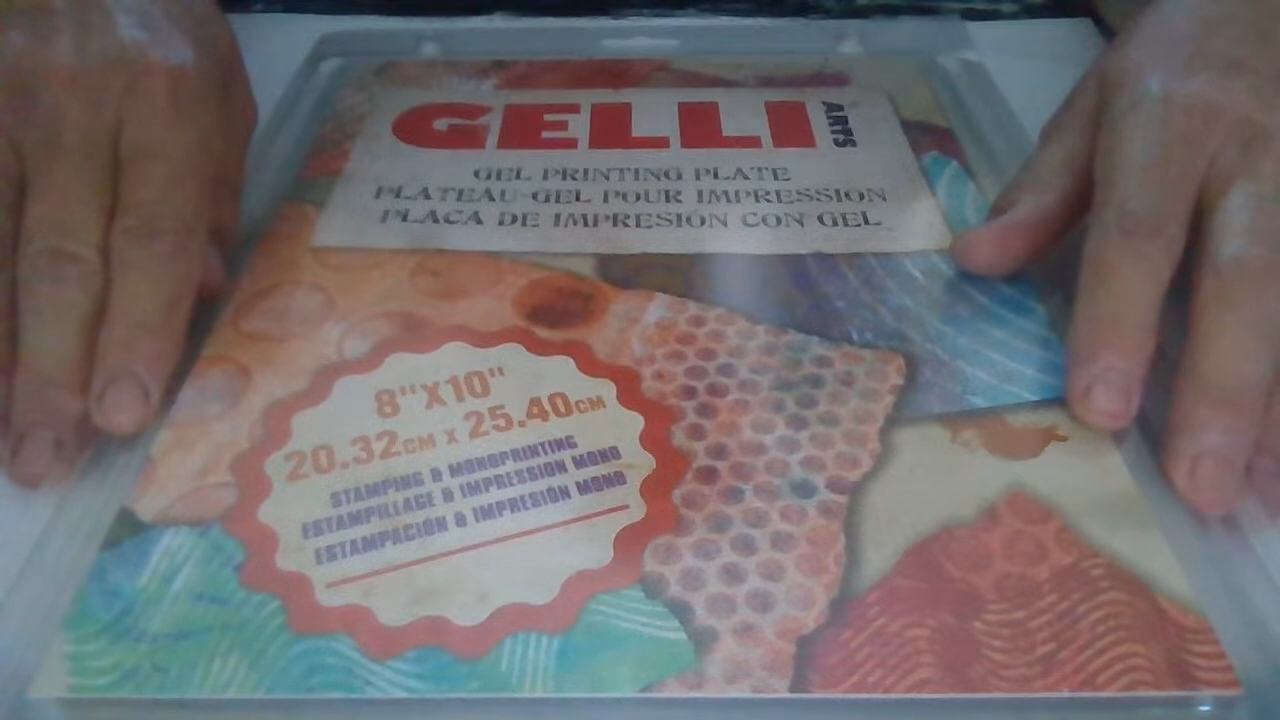 GELLI ARTS
GEL PRINTING PLATE
PLATEAU-GEL POUR IMPRESSION
PLACA DE IMPRESIÓN CON GEL
8"X10"
20.32CM X 25.40CM
STAMPING & MONOPRINTING
ESTAMPILLAGE & IMPRESSION MONO
ESTAMPACIÓN & IMPRESIÓN MONO